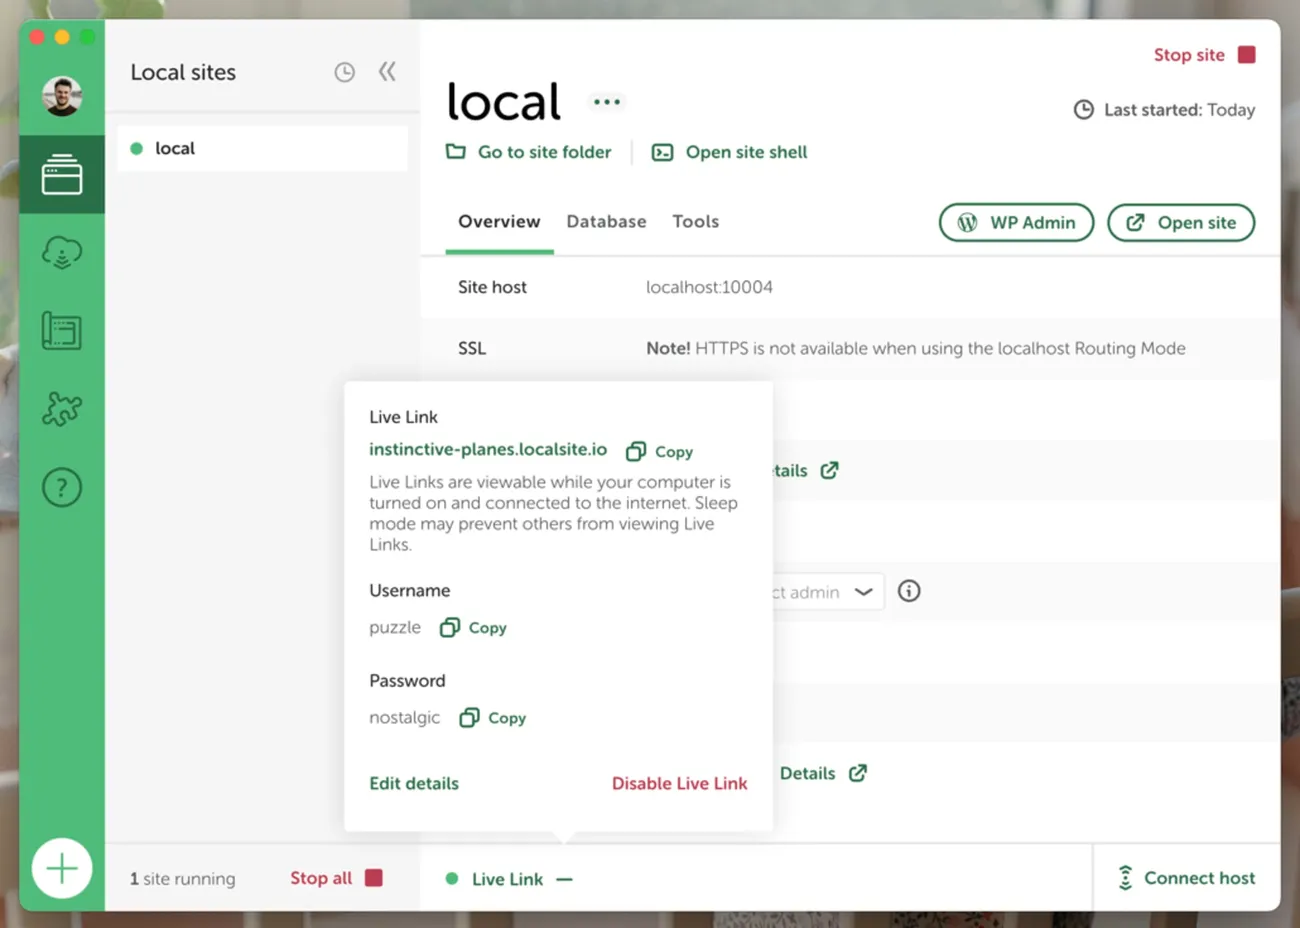 Local sites
local
1 site running
Stop all
Stop site
local
Last started: Today
Go to site folder
Open site shell
Overview
Database
Tools
WP Admin
Open site
Site host
localhost:10004
SSL
Note! HTTPS is not available when using the localhost Routing Mode
Live Link
instinctive-planes.localsite.io
Copy
Live Links are viewable while your computer is
turned on and connected to the internet. Sleep
mode may prevent others from viewing Live
Links.
Username
puzzle
Copy
Password
nostalgic
Copy
Edit details
Disable Live Link
tails
ct admin
Details
Live Link
Connect host